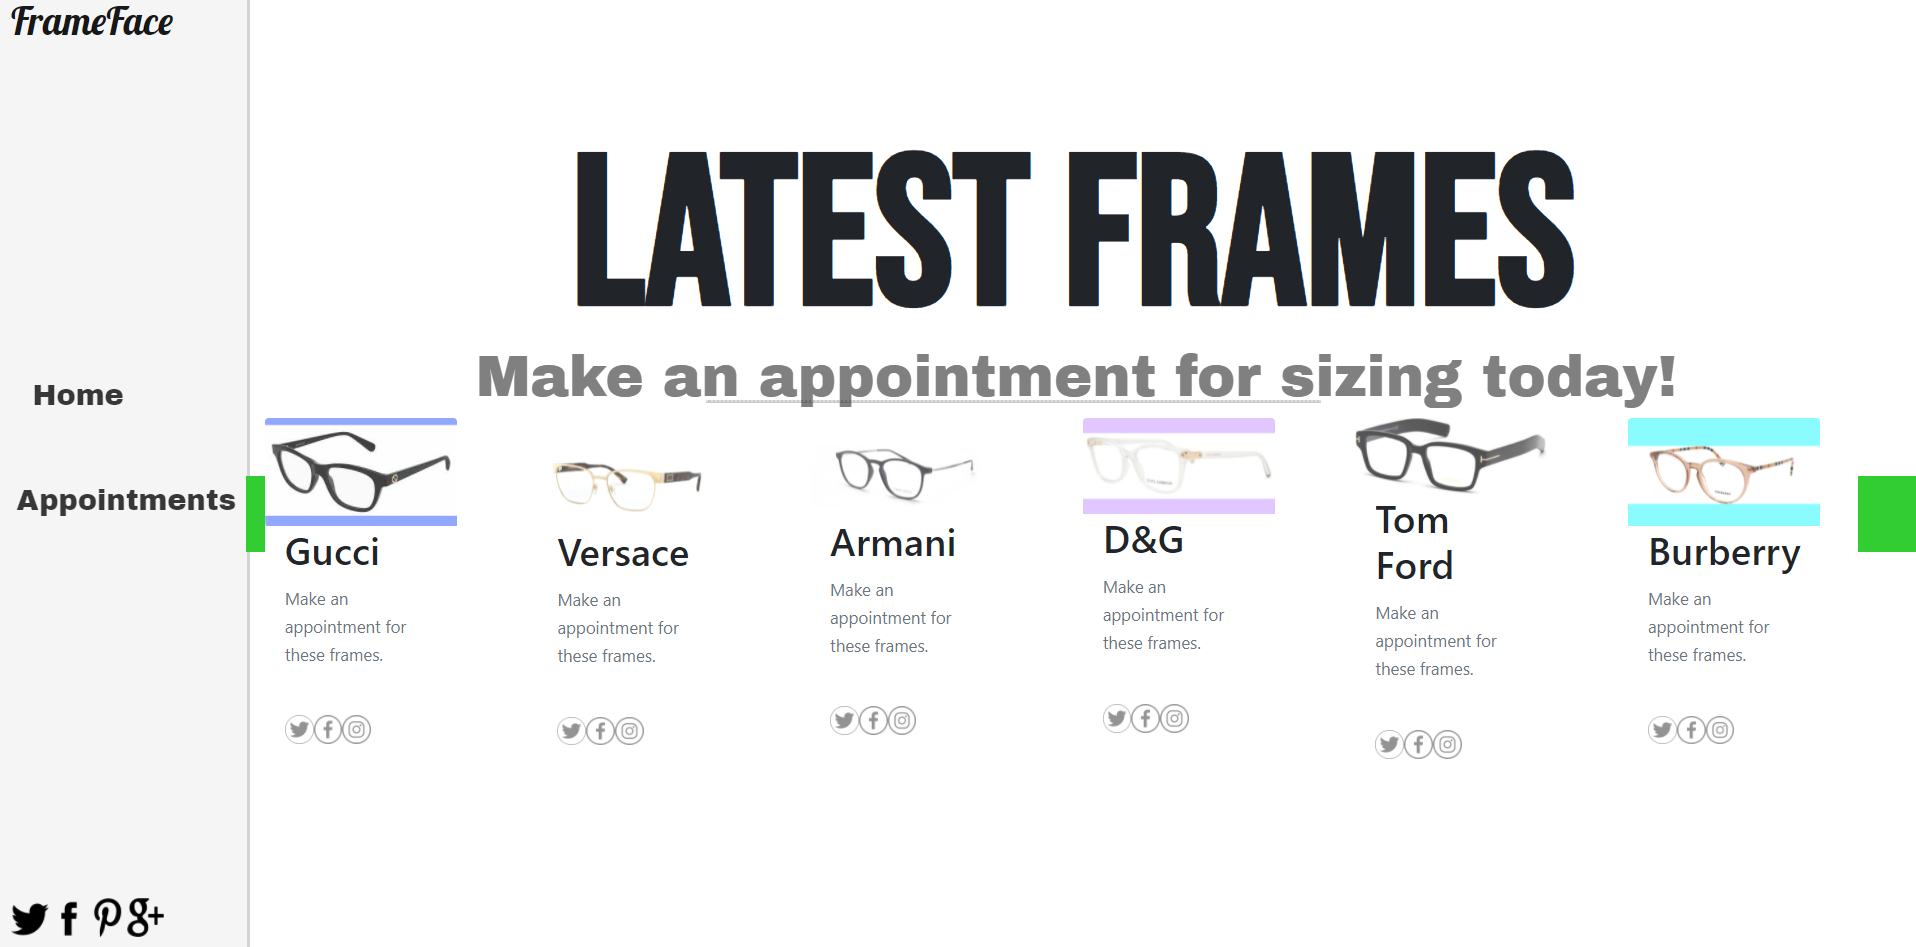 FrameFace
Home
Appointments
LATEST FRAMES
Make an appointment for sizing today!
Gucci
Make an
appointment for
these frames.
Versace
Make an
appointment for
these frames.
Armani
Make an
appointment for
these frames.
D&G
Make an
appointment for
these frames.
Tom
Ford
Make an
appointment for
these frames.
Burberry
Make an
appointment for
these frames.